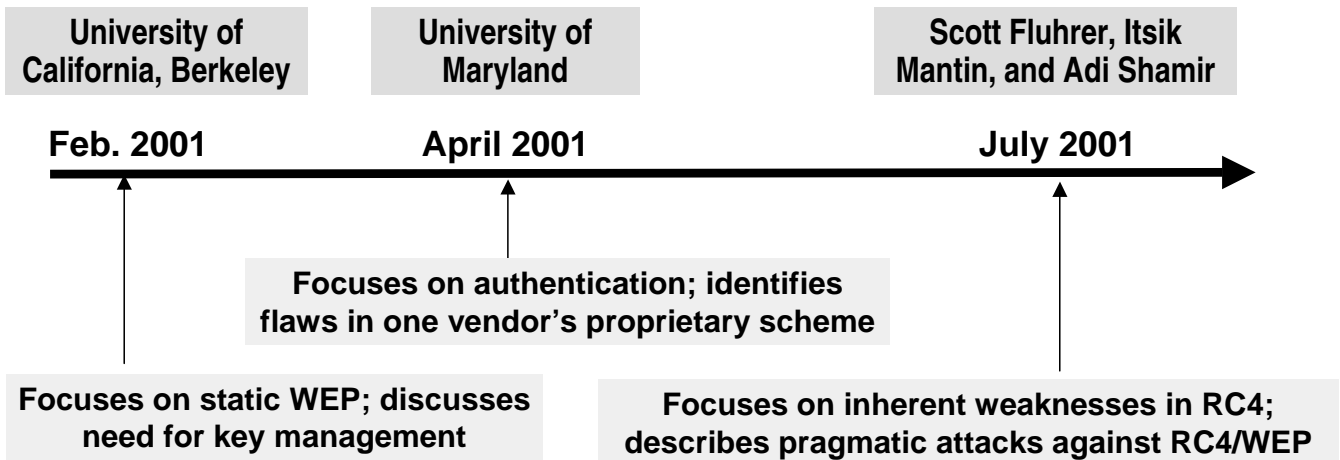 University of
California, Berkeley
University of
Maryland
Scott Fluhrer, Itsik
Mantin, and Adi Shamir
Feb. 2001
April 2001
July 2001
Focuses on authentication; identifies
flaws in one vendor's proprietary scheme
Focuses on static WEP; discusses
need for key management
Focuses on inherent weaknesses in RC4;
describes pragmatic attacks against RC4/WEP